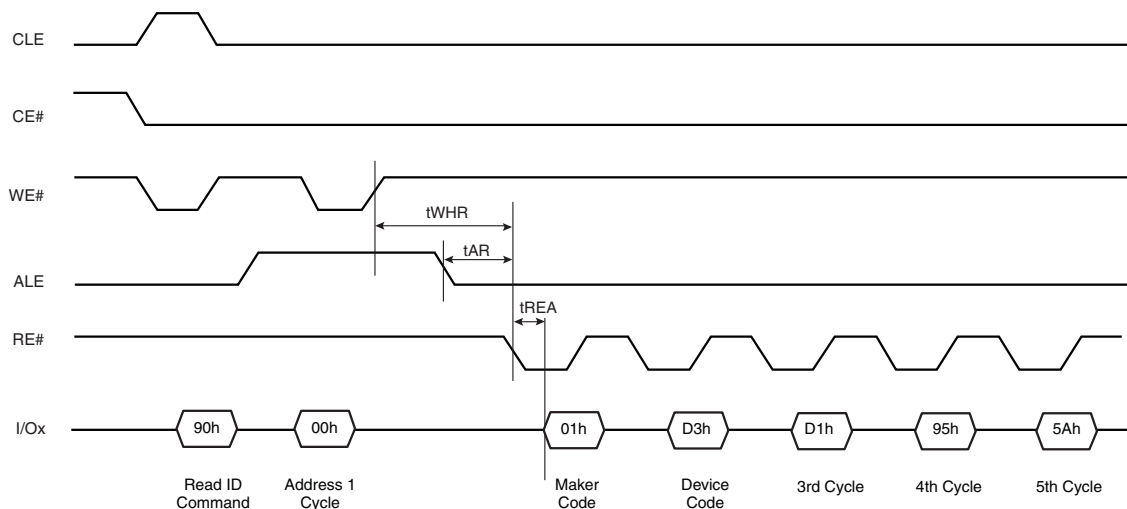 CLE
CE#
WE#
tWHR
tAR
ALE
tREA
RE#
I/Ox
90h
00h
01h
D3h
D1h
95h
5Ah
Read ID
Command
Address 1
Cycle
Maker
Code
Device
Code
3rd Cycle
4th Cycle
5th Cycle